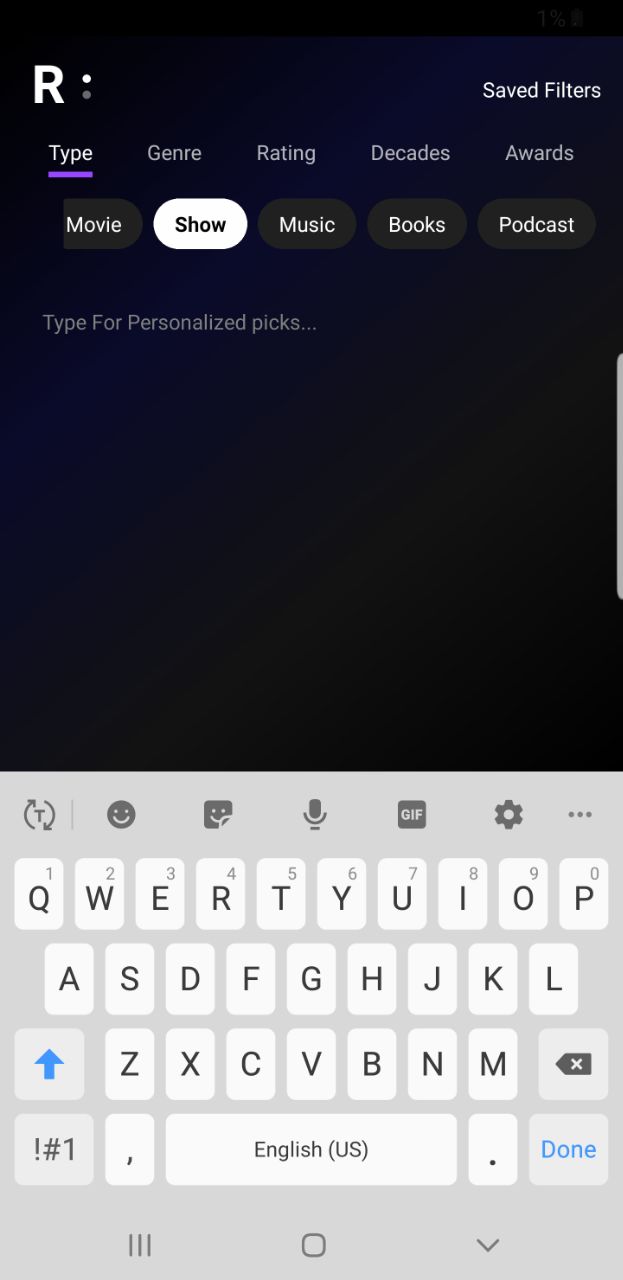 1%
R :
Saved Filters
Type Genre Rating Decades Awards
Movie Show Music Books Podcast
Type For Personalized picks...
T GIF
1 2 3 4 5 6 7 8 9 0
Q W E R T Y U I O P
A S D F G H J K L
Z X C V B N M
!#1 , English (US) . Done